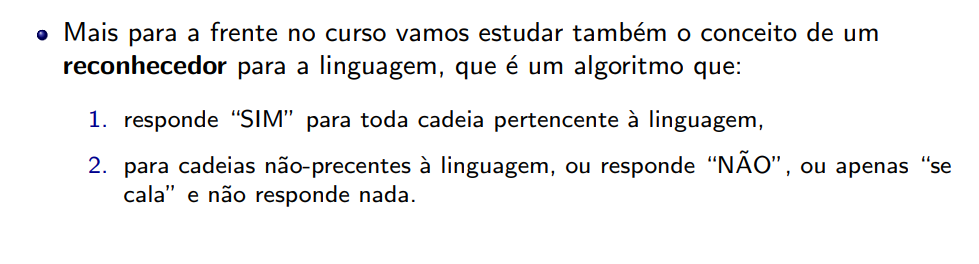 Mais para a frente no curso vamos estudar também o conceito de um
reconhecedor para a linguagem, que é um algoritmo que:
1. responde “SIM” para toda cadeia pertencente à linguagem,
2. para cadeias não-precentes à linguagem, ou responde “NÃO”, ou apenas “se
cala” e não responde nada.